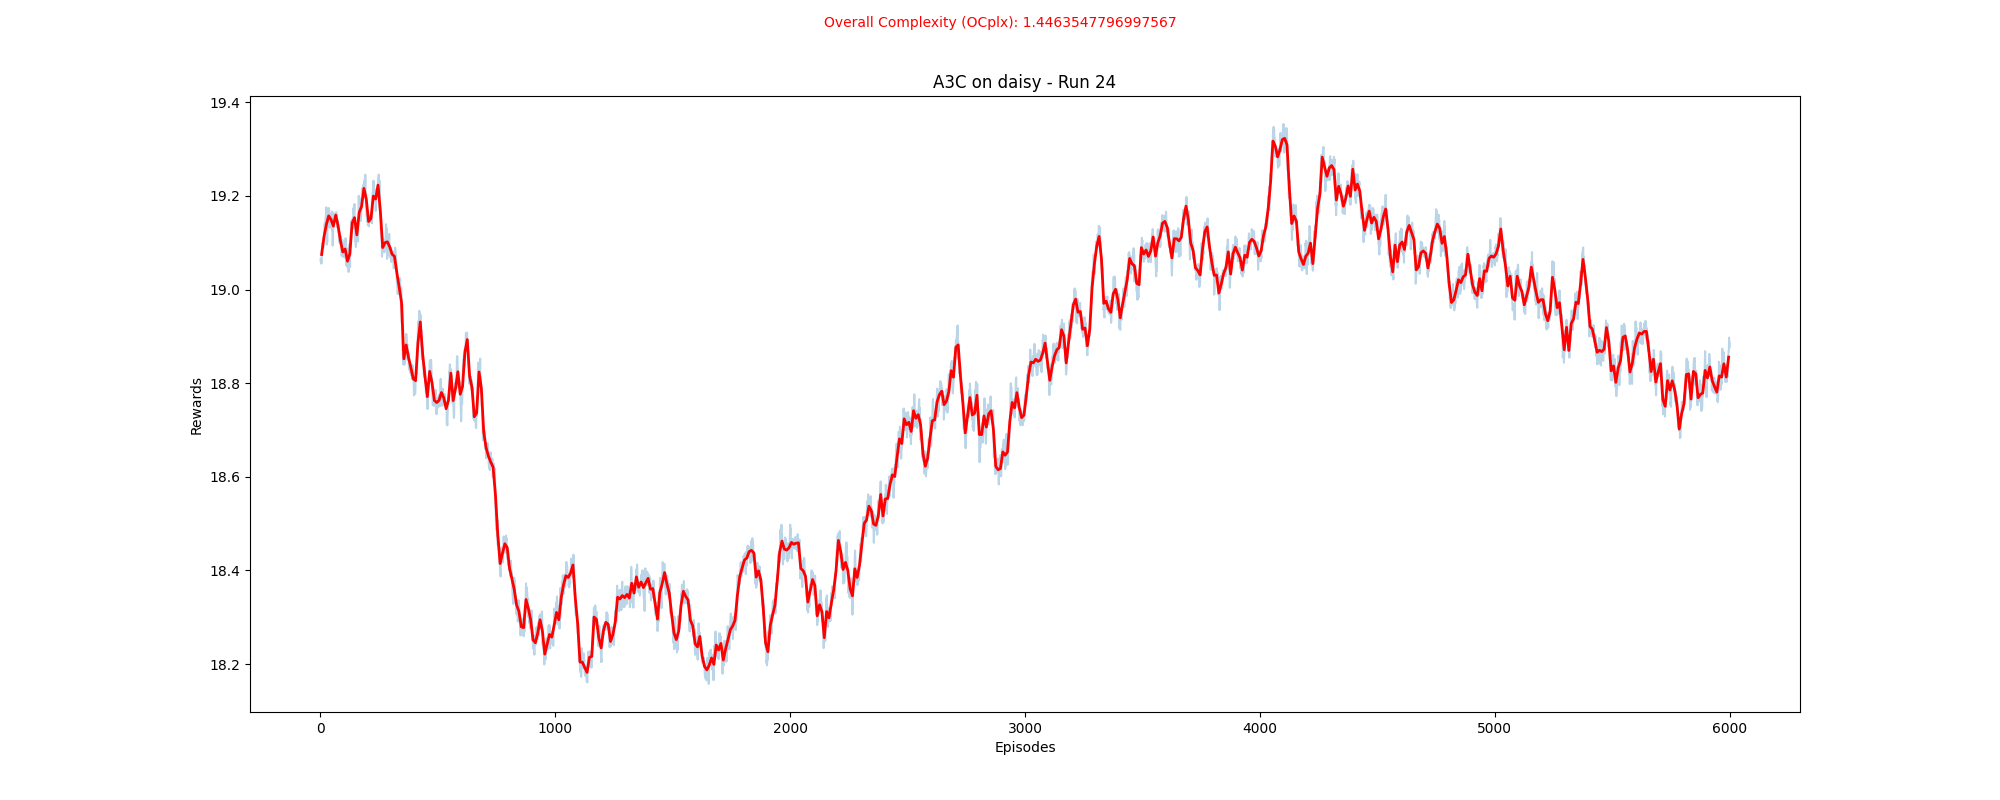 Overall Complexity (OCplx): 1.4463547796997567
A3C on daisy - Run 24
19.4
19.2
19.0
18.8
18.6
18.4
18.2
Rewards
0 1000 2000 3000 4000 5000 6000
Episodes